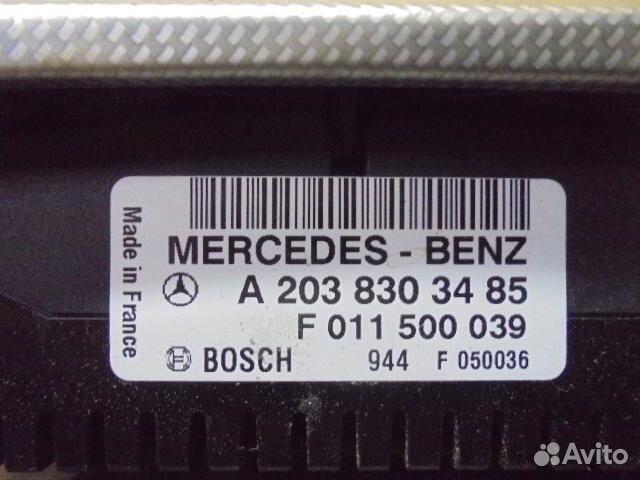 MERCEDES - BENZ
A 203 830 34 85
F 011 500 039
BOSCH 944 F 050036
Made in France
Avito